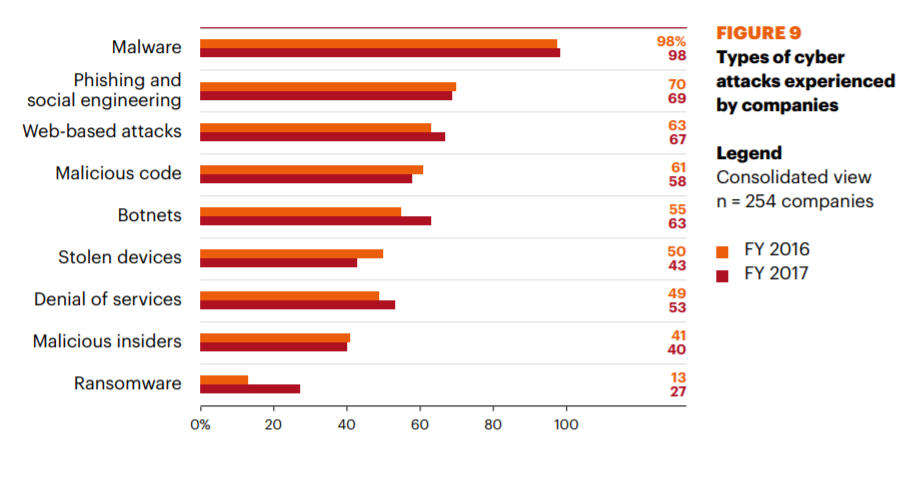 Malware
98%
98
Phishing and
social engineering
70
69
Web-based attacks
63
67
Malicious code
61
58
Botnets
55
63
Stolen devices
50
43
Denial of services
49
53
Malicious insiders
41
40
Ransomware
13
27
0% 20 40 60 80 100
FIGURE 9
Types of cyber
attacks experienced
by companies
Legend
Consolidated view
n = 254 companies
FY 2016
FY 2017